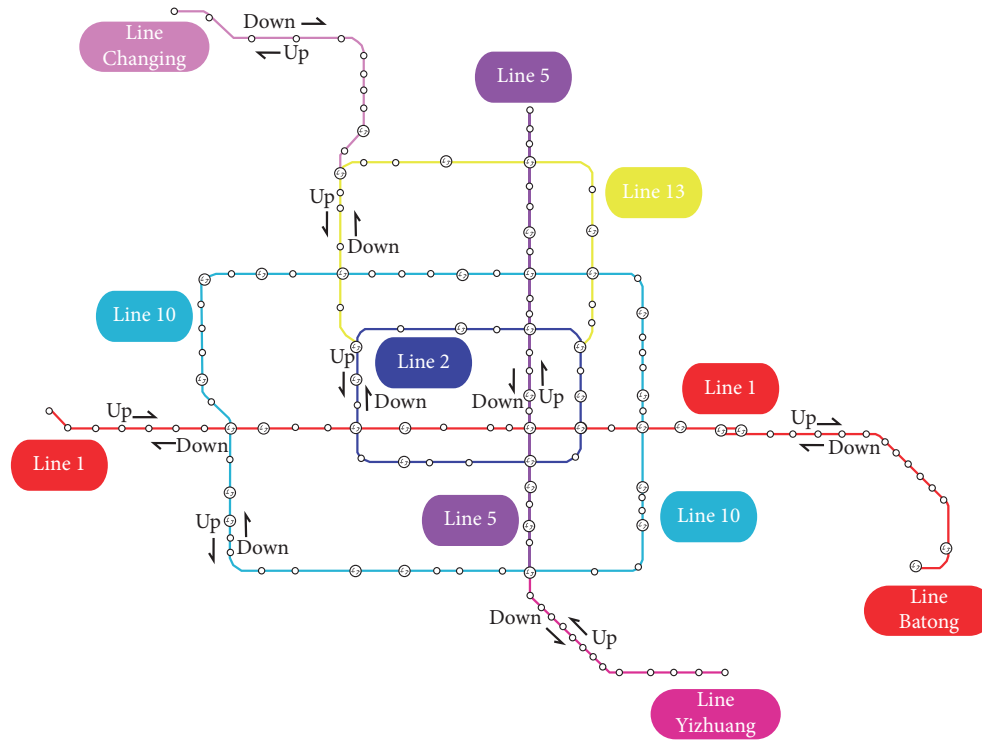 Down
Up
Line
Changing
Line 5
Up
Down
Line 13
Line 10
Up
Down
Line 2
Down
Up
Line 1
Up
Down
Up
Down
Line 1
Up
Down
Line 5
Line 10
Down
Up
Line
Batong
Line
Yizhuang